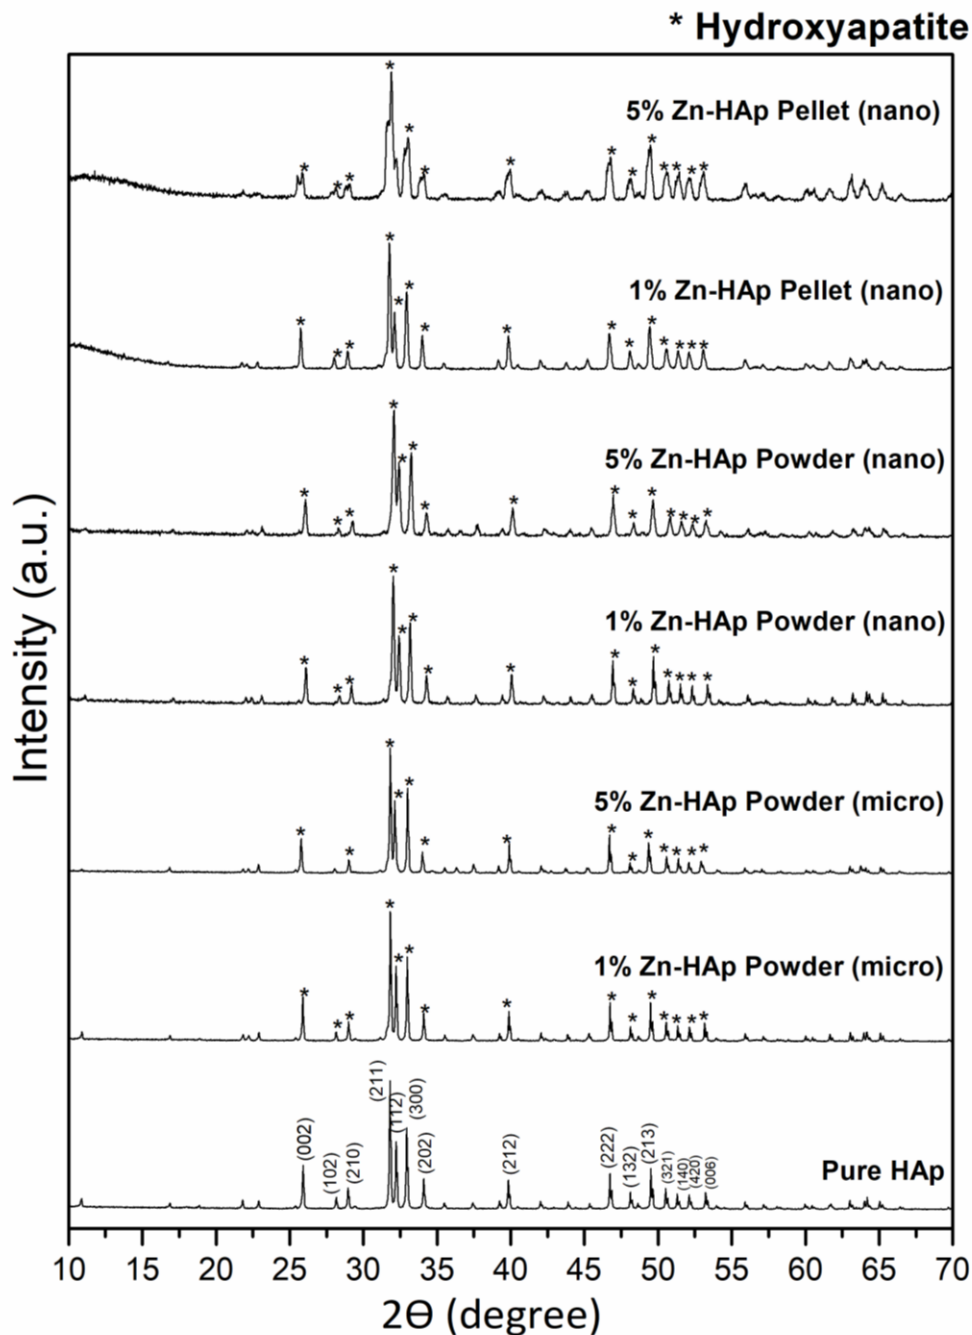 * Hydroxyapatite
5% Zn-HAp Pellet (nano)
1% Zn-HAp Pellet (nano)
5% Zn-HAp Powder (nano)
1% Zn-HAp Powder (nano)
5% Zn-HAp Powder (micro)
1% Zn-HAp Powder (micro)
Pure HAp
(002)
(102)
(210)
(211)
(112)
(300)
(202)
(212)
(222)
(132)
(213)
(321)
(140)
(420)
(006)
Intensity (a.u.)
10 15 20 25 30 35 40 45 50 55 60 65 70
2Θ (degree)